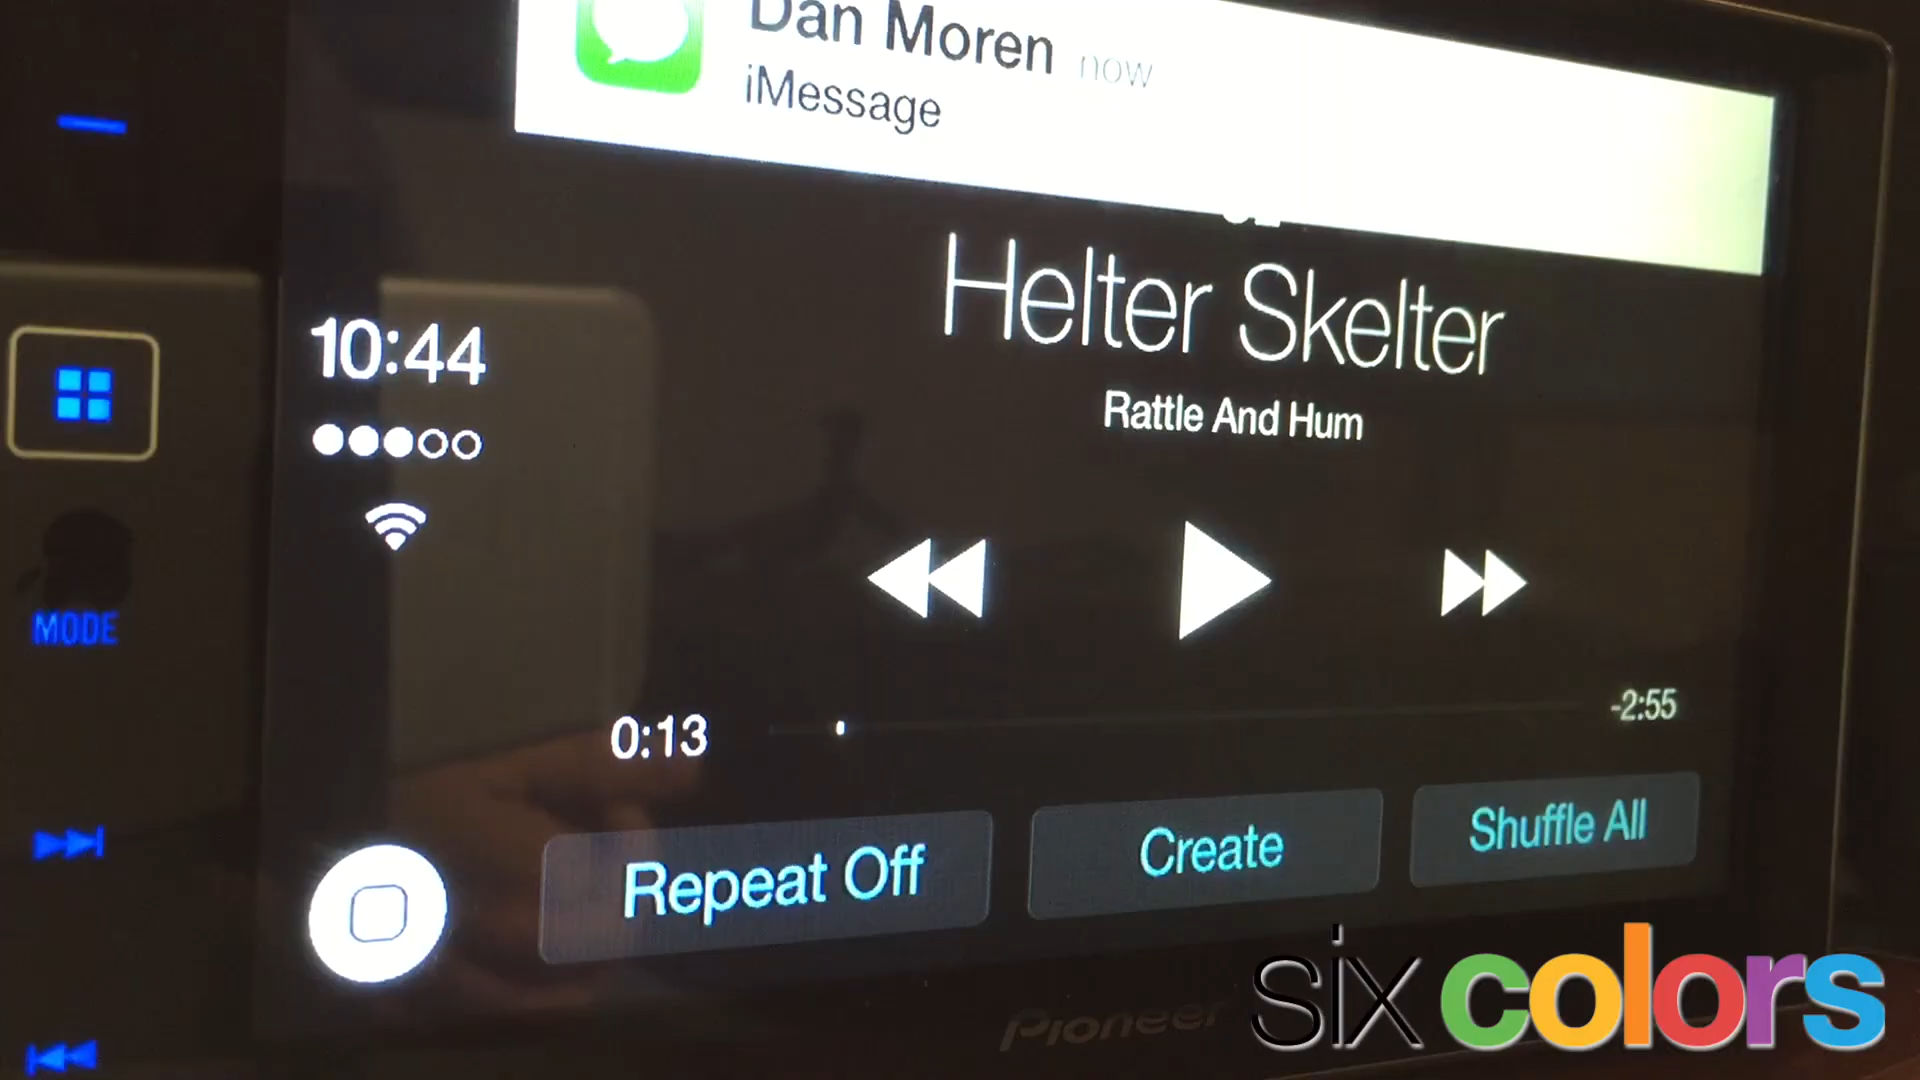 Dan Moren now
iMessage
Helter Skelter
Rattle And Hum
10:44
MODE
0:13
-2:55
Repeat Off
Create
Shuffle All
Pioneer
six colors